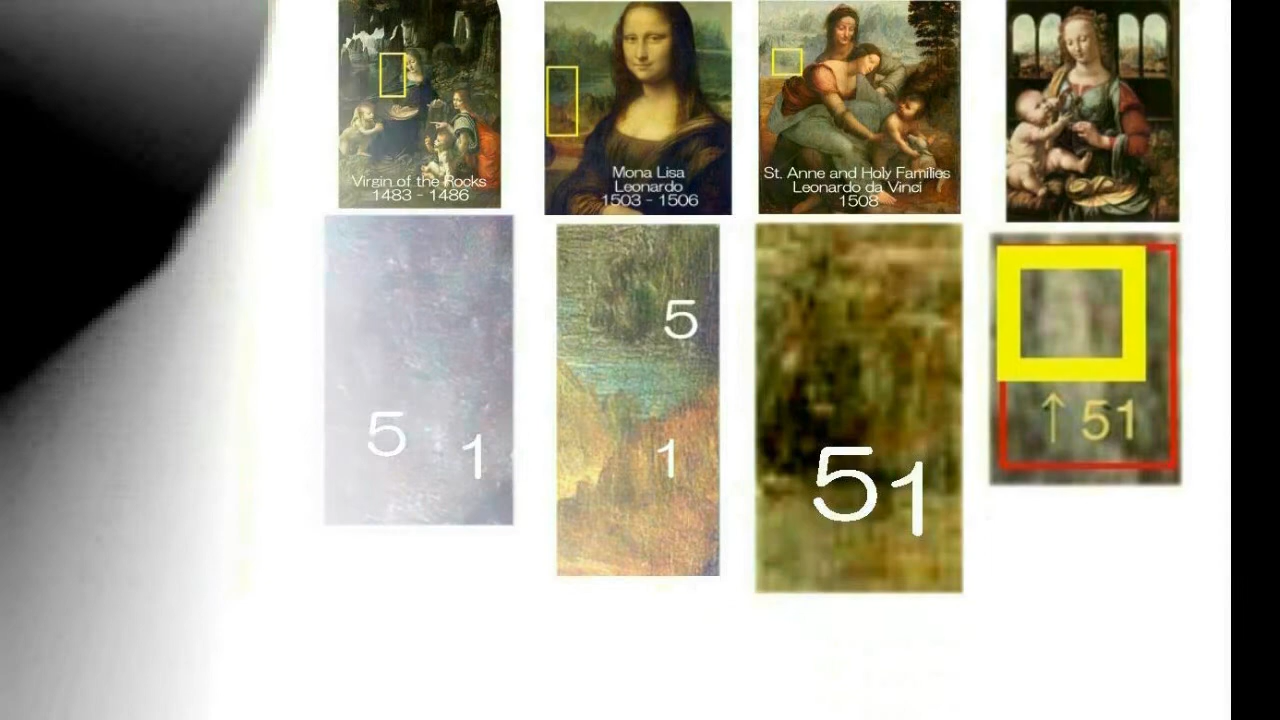 Virgin of the Rocks
1483 - 1486
Mona Lisa
Leonardo
1503 - 1506
St. Anne and Holy Families
Leonardo da Vinci
1508
5
1
5
1
51
↑ 51